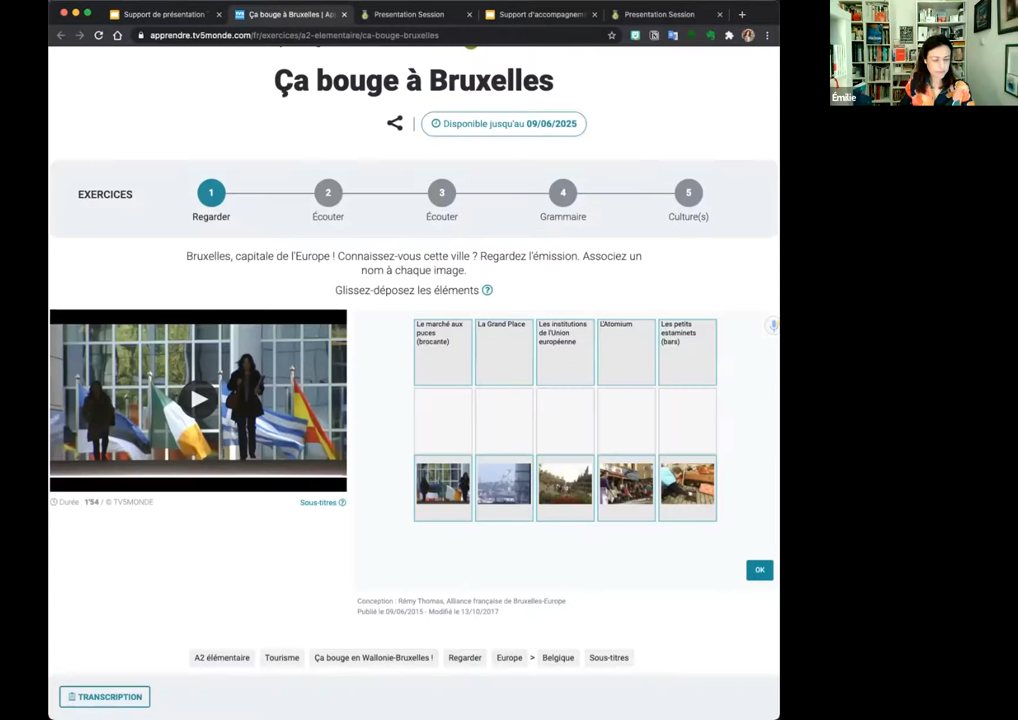 Support de présentation
Ça bouge à Bruxelles | App
Presentation Session
Support d'accompagneme
Presentation Session
apprendre.tv5monde.com/fr/exercices/a2-elementaire/ca-bouge-bruxelles
Émilie
Ça bouge à Bruxelles
Disponible jusqu'au 09/06/2025
EXERCICES
1
2
3
4
5
Regarder
Écouter
Écouter
Grammaire
Culture(s)
Bruxelles, capitale de l'Europe ! Connaissez-vous cette ville ? Regardez l'émission. Associez un
nom à chaque image.
Glissez-déposez les éléments ?
Le marché aux
puces
(brocante)
La Grand Place
Les institutions
de l'Union
européenne
L'Atomium
Les petits
estaminets
(bars)
Durée 1'54 / © TV5MONDE
Sous-titres ?
OK
Conception : Rémy Thomas, Alliance française de Bruxelles-Europe
Publié le 09/06/2015 - Modifié le 13/10/2017
A2 élémentaire
Tourisme
Ça bouge en Wallonie-Bruxelles !
Regarder
Europe > Belgique
Sous-titres
TRANSCRIPTION